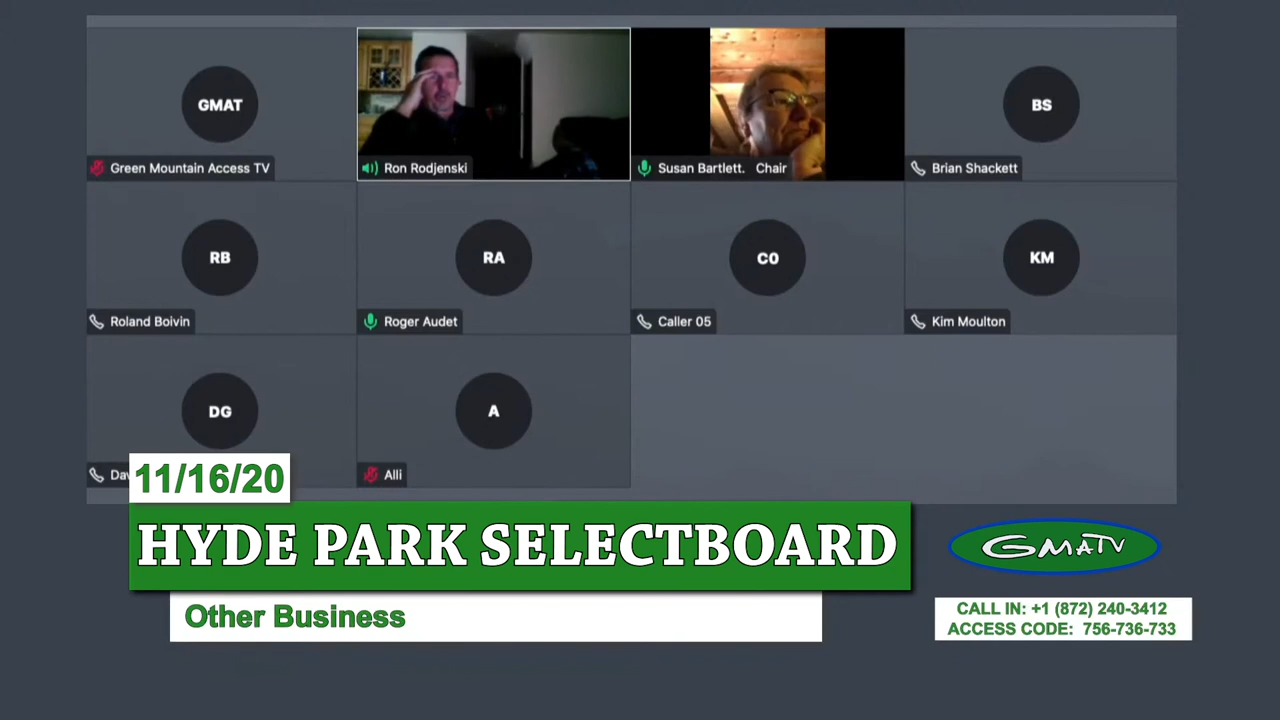 GMAT
Green Mountain Access TV
Ron Rodjenski
Susan Bartlett. Chair
BS
Brian Shackett
RB
Roland Boivin
RA
Roger Audet
C0
Caller 05
KM
Kim Moulton
DG
A
Alli
11/16/20
HYDE PARK SELECTBOARD
Other Business
GMATV
CALL IN: +1 (872) 240-3412
ACCESS CODE: 756-736-733